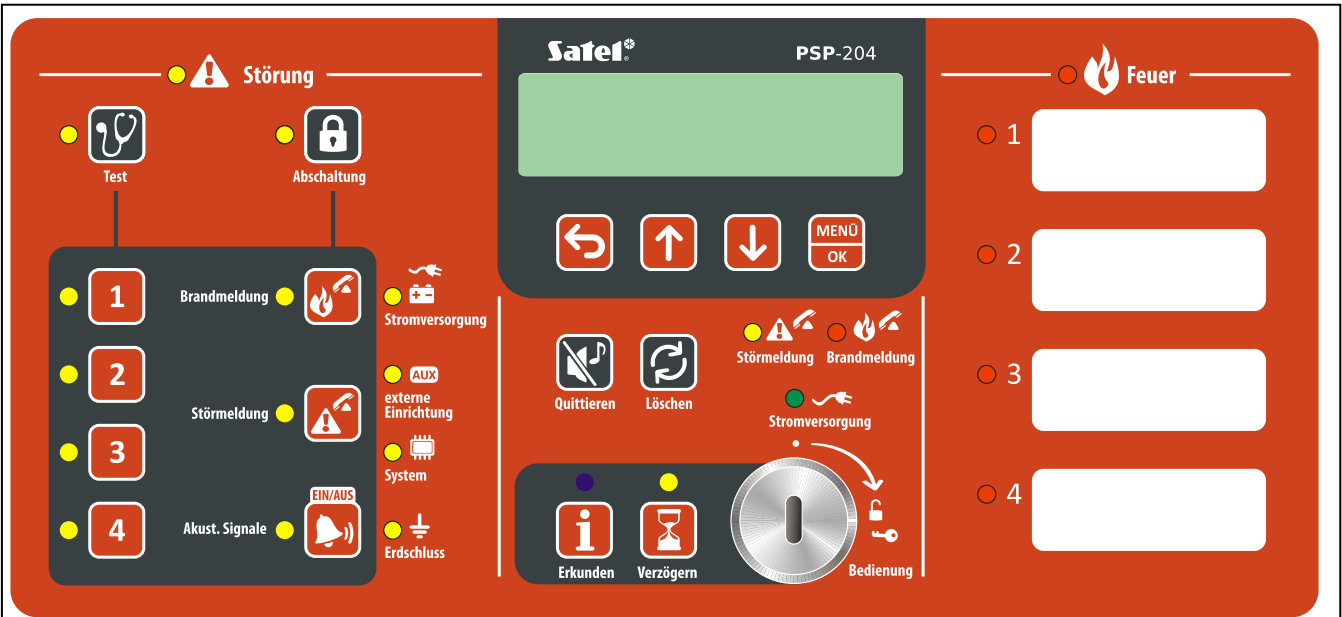 Störung
Test
Abschaltung
1
Brandmeldung
Stromversorgung
2
AUX
externe
Einrichtung
Störmeldung
3
System
EIN/AUS
4
Akust. Signale
Erdschluss
Satel®
PSP-204
MENÜ
OK
Quittieren
Löschen
Störmeldung
Brandmeldung
Stromversorgung
i
Erkunden
Verzögern
Bedienung
Feuer
1
2
3
4